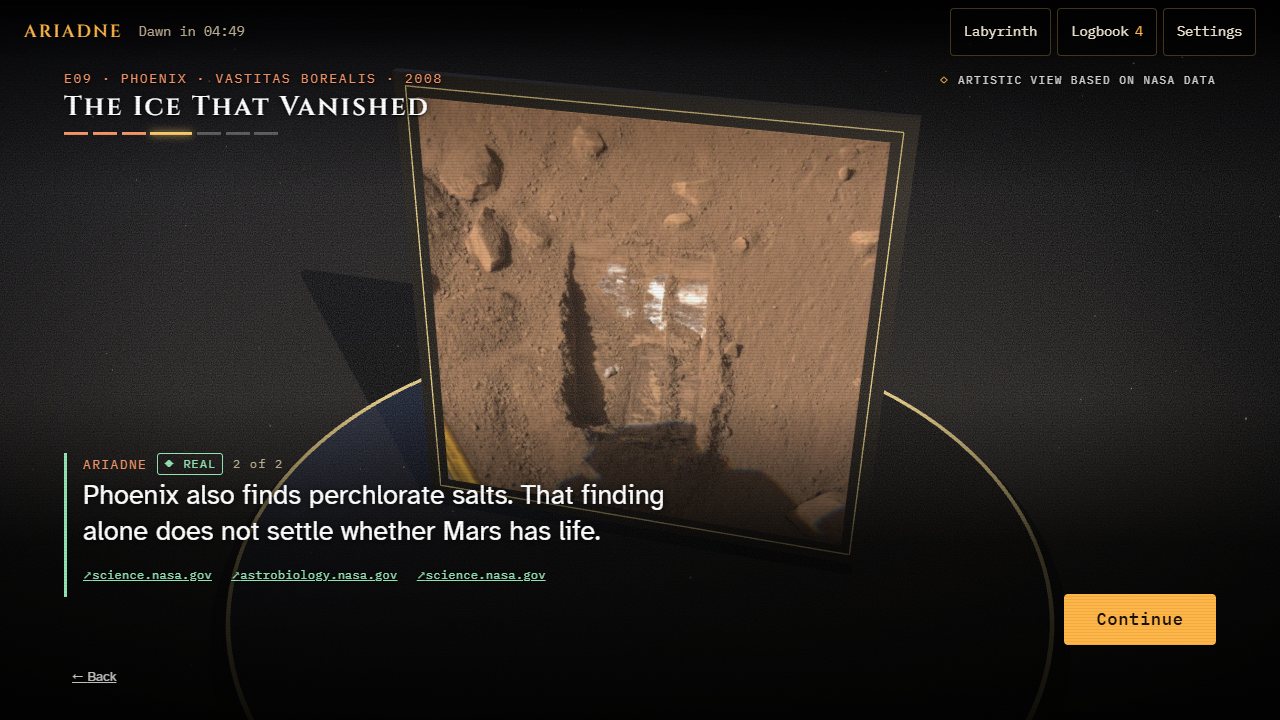 ARIADNE Dawn in 04:49
Labyrinth Logbook 4 Settings
E09 · PHOENIX · VASTITAS BOREALIS · 2008
◇ ARTISTIC VIEW BASED ON NASA DATA
The Ice That Vanished
ARIADNE ◆ REAL 2 of 2
Phoenix also finds perchlorate salts. That finding
alone does not settle whether Mars has life.
↗science.nasa.gov ↗astrobiology.nasa.gov ↗science.nasa.gov
Continue
← Back